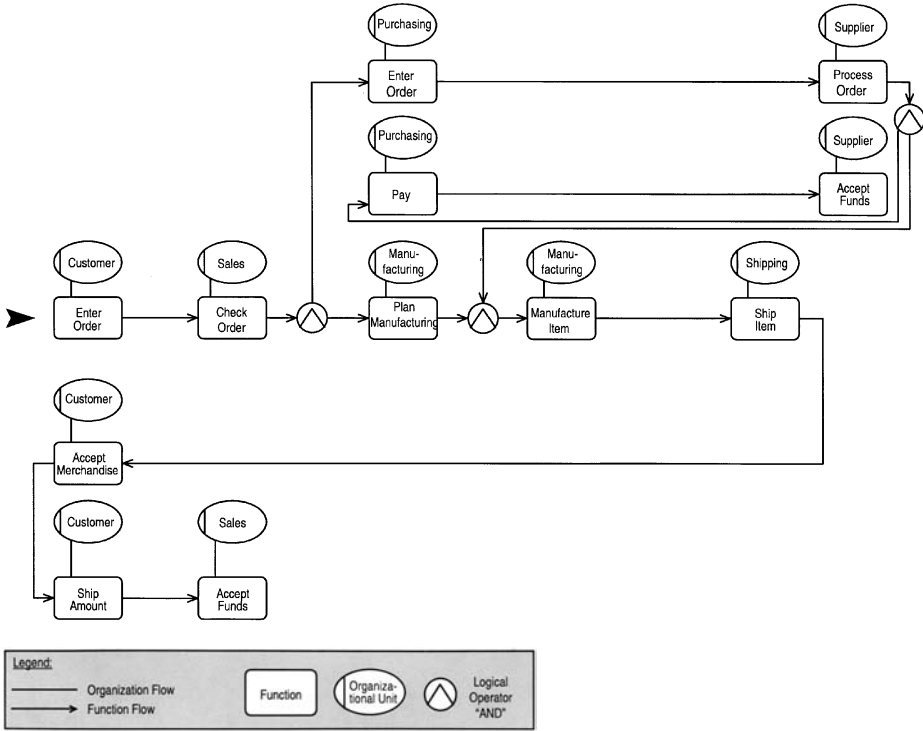 Purchasing
Supplier
Enter
Order
Process
Order
Purchasing
Supplier
Pay
Accept
Funds
Customer
Sales
Manu-
facturing
Manu-
facturing
Shipping
Enter
Order
Check
Order
Plan
Manufacturing
Manufacture
Item
Ship
Item
Customer
Accept
Merchandise
Customer
Sales
Ship
Amount
Accept
Funds
Legend:
Organization Flow
Function Flow
Function
Organiza-
tional Unit
Logical
Operator
"AND"